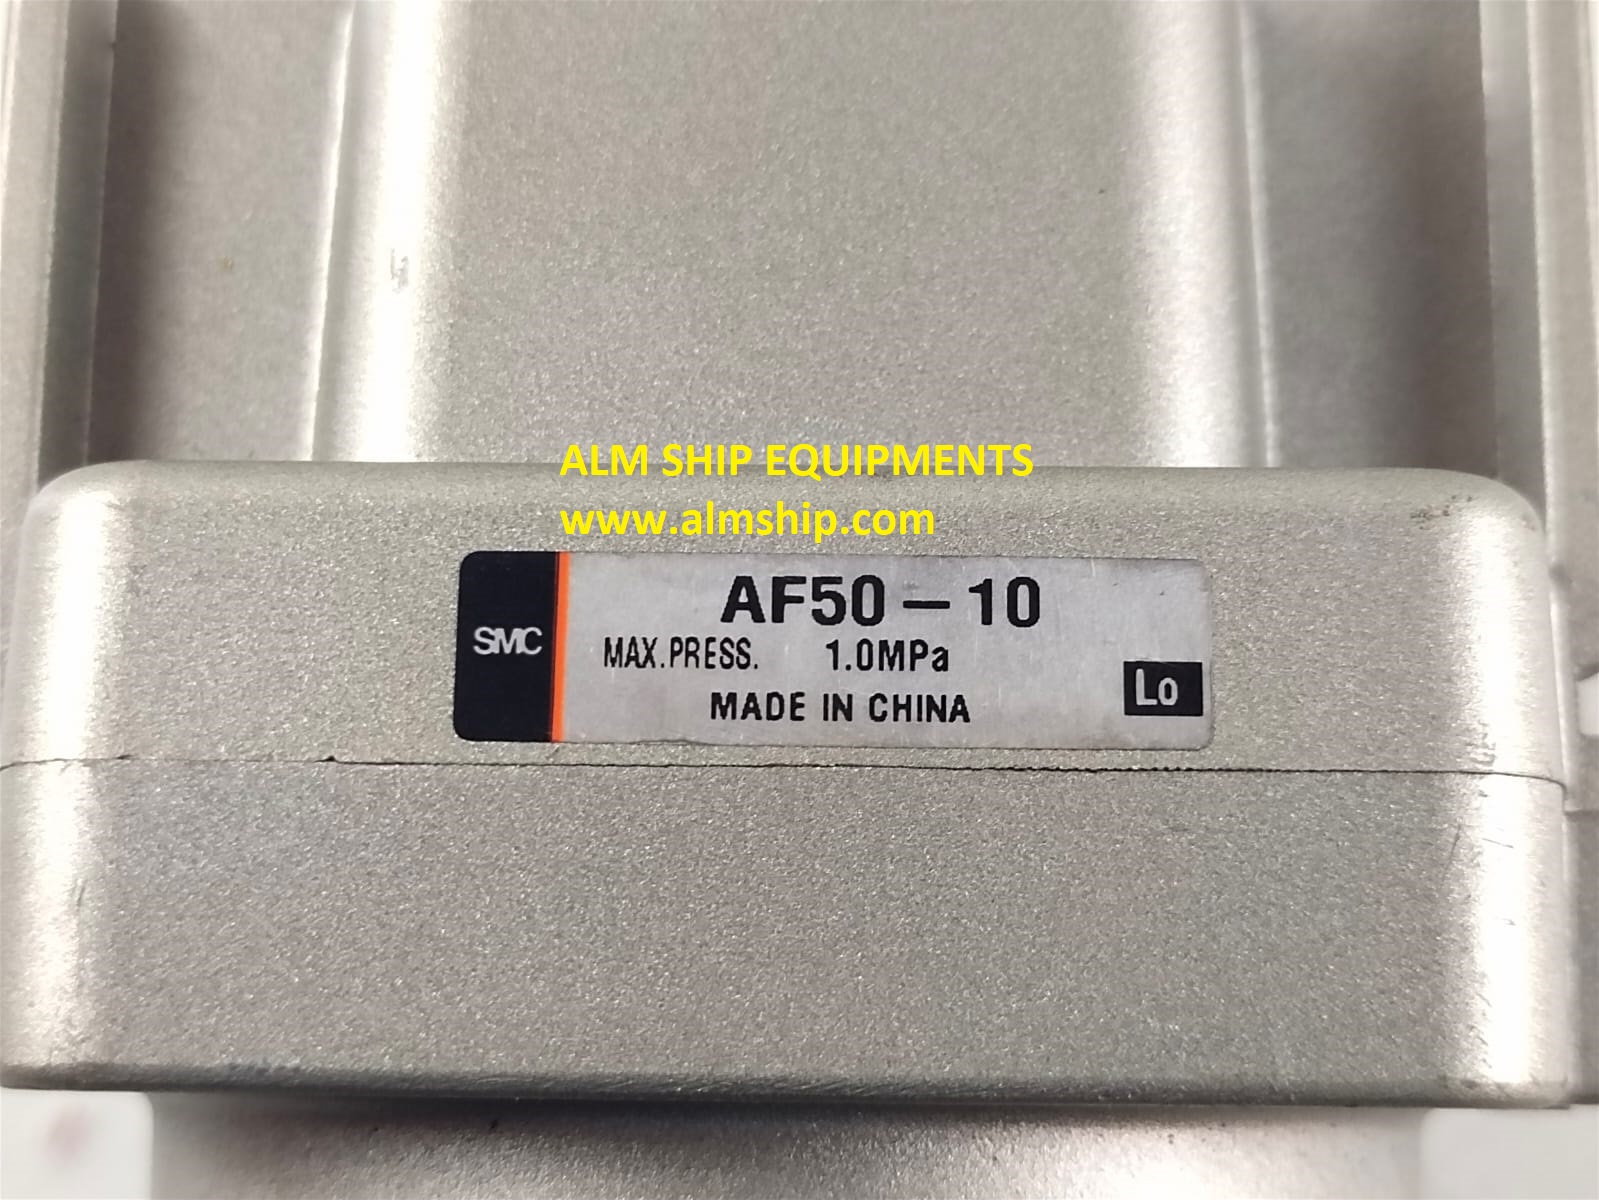 ALM SHIP EQUIPMENTS
www.almship.com
SMC
AF50-10
MAX.PRESS. 1.0MPa
MADE IN CHINA
Lo